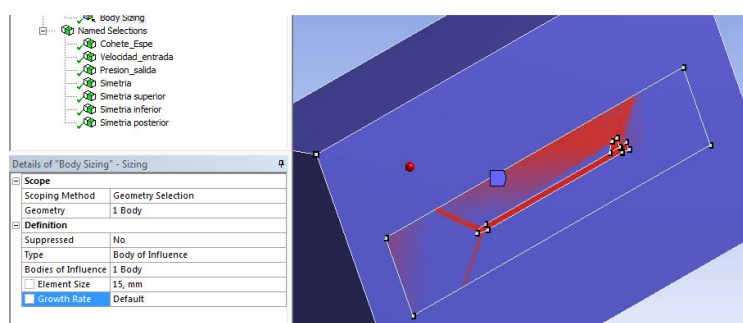 Body Sizing
Named Selections
Cohete_Espe
Velocidad_entrada
Presion_salida
Simetria
Simetria superior
Simetria inferior
Simetria posterior
Details of "Body Sizing" - Sizing
Scope
Scoping Method Geometry Selection
Geometry 1 Body
Definition
Suppressed No
Type Body of Influence
Bodies of Influence 1 Body
Element Size 15, mm
Growth Rate Default